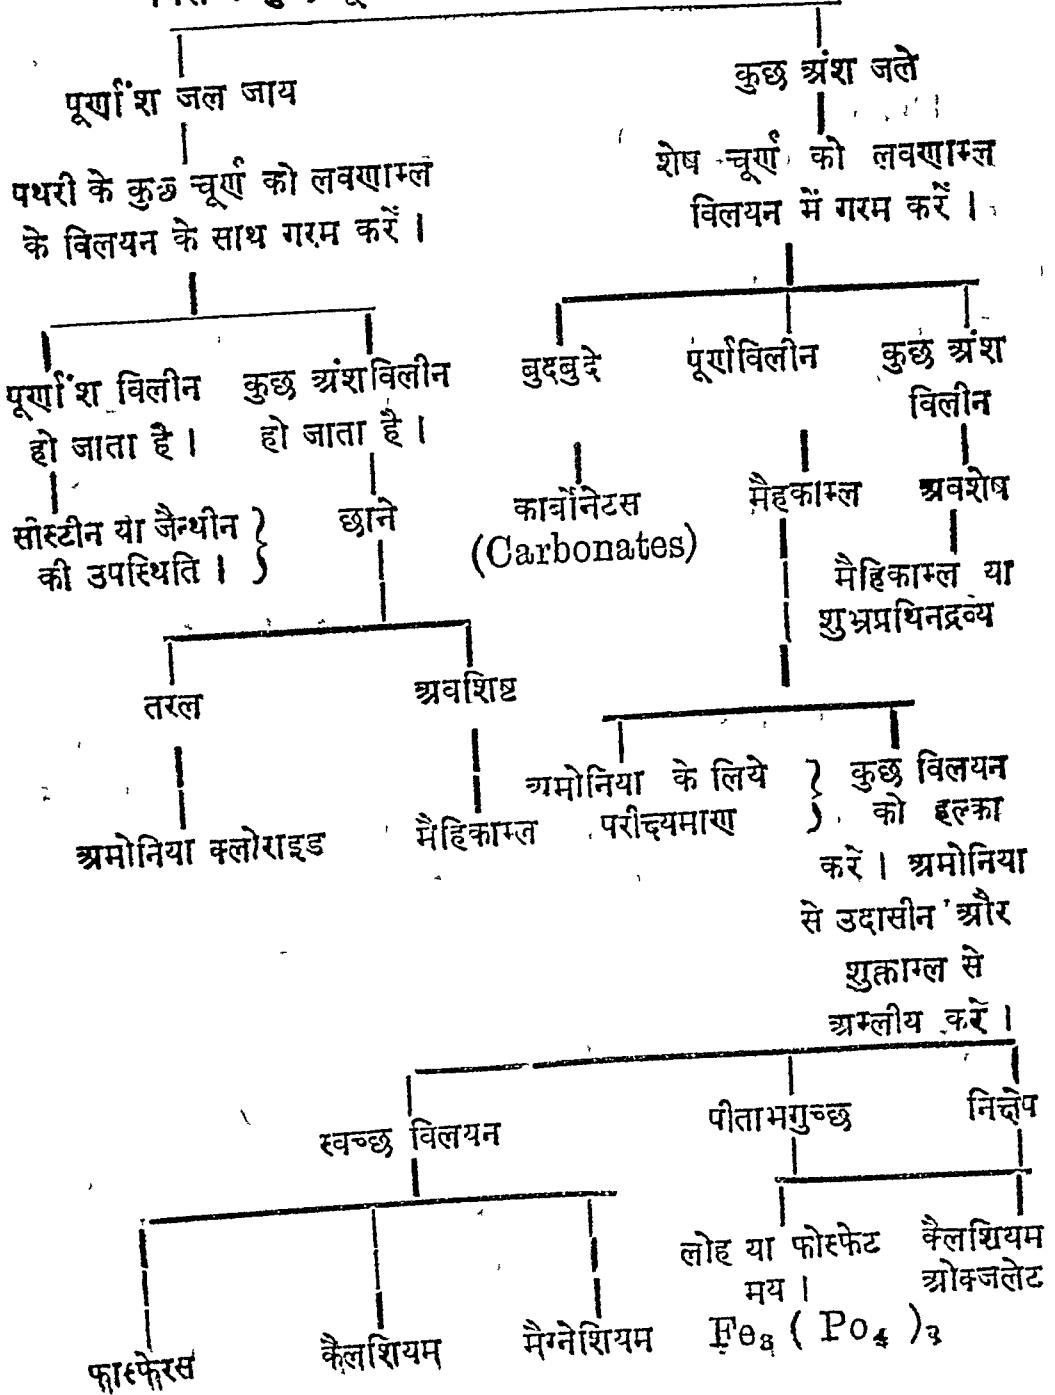 पूर्णांश जल जाय
कुछ अंश जले
पथरी के कुछ चूर्ण को लवणाम्ल
के विलयन के साथ गरम करें ।
शेष चूर्ण को लवणाम्ल
विलयन में गरम करें ।
पूर्णांश विलीन
हो जाता है ।
कुछ अंश विलीन
हो जाता है ।
बुदबुदे
पूर्णविलीन
कुछ अंश
विलीन
सीस्टीन या जैन्थीन }
की उपस्थिति ।
छाने
कार्बोनेटस
(Carbonates)
मैहकाम्ल
अवशेष
मैहिकाम्ल या
शुभ्रप्रथिनद्रव्य
तरल
अवशिष्ट
अमोनिया क्लोराइड
मैहिकाम्ल
अमोनिया के लिये }
परीक्ष्यमाण
कुछ विलयन
को हल्का
करें । अमोनिया
से उदासीन और
शुक्ताम्ल से
अम्लीय करें ।
स्वच्छ विलयन
पीताभगुच्छ
निक्षेप
लोह या फोस्फेट
मय ।
Fe₃ ( Po₄ )₃
कैलशियम
ओक्जलेट
फास्फेरस
कैलशियम
मैग्नेशियम